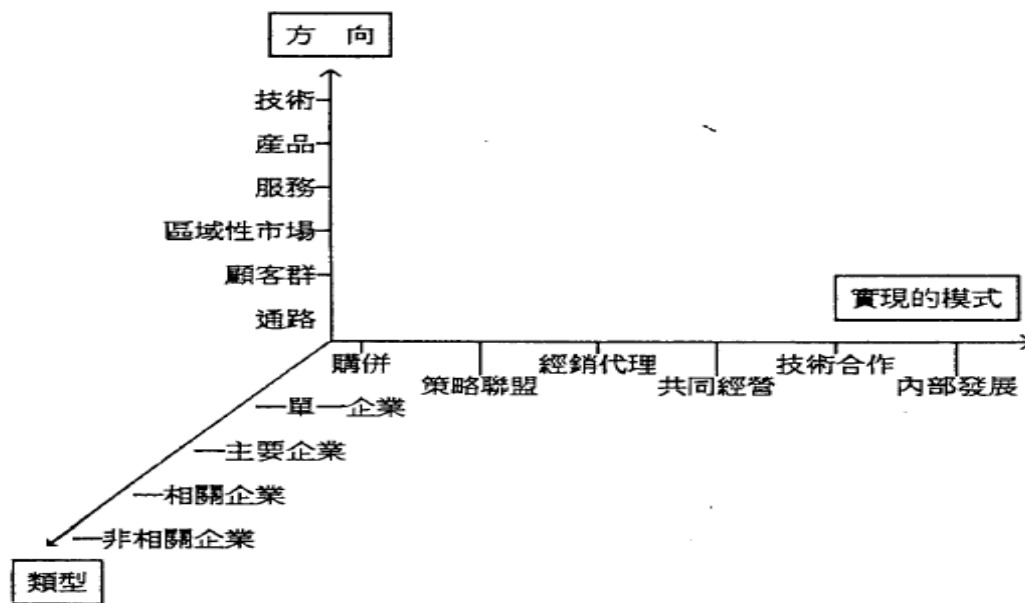 方 向
技術
產品
服務
區域性市場
顧客群
通路
實現的模式
購併
策略聯盟
經銷代理
共同經營
技術合作
內部發展
單一企業
主要企業
相關企業
非相關企業
類型